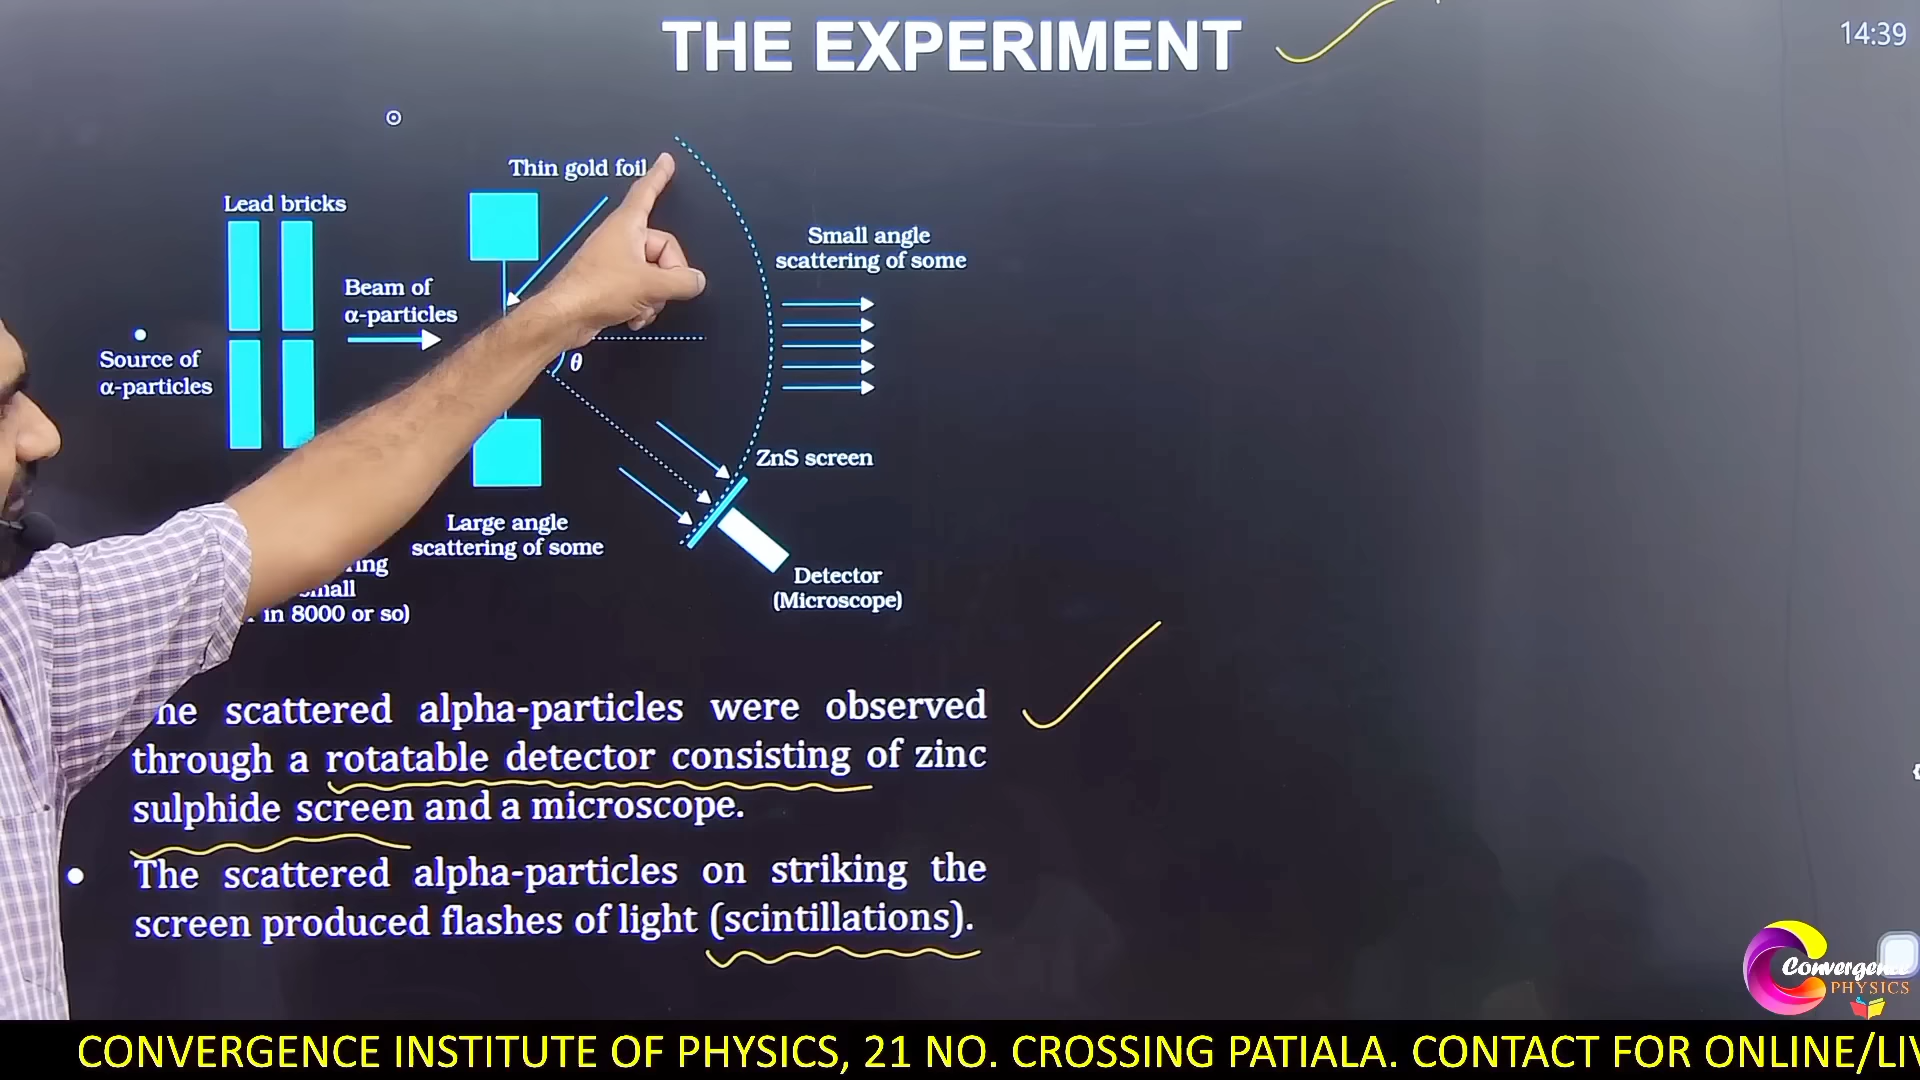 THE EXPERIMENT
14:39
Thin gold foil
Lead bricks
Small angle
scattering of some
Beam of
α-particles
Source of
α-particles
θ
ZnS screen
Large angle
scattering of some
in 8000 or so)
Detector
(Microscope)
scattered alpha-particles were observed
through a rotatable detector consisting of zinc
sulphide screen and a microscope.
• The scattered alpha-particles on striking the
screen produced flashes of light (scintillations).
Convergence
PHYSICS
CONVERGENCE INSTITUTE OF PHYSICS, 21 NO. CROSSING PATIALA. CONTACT FOR ONLINE/LIV